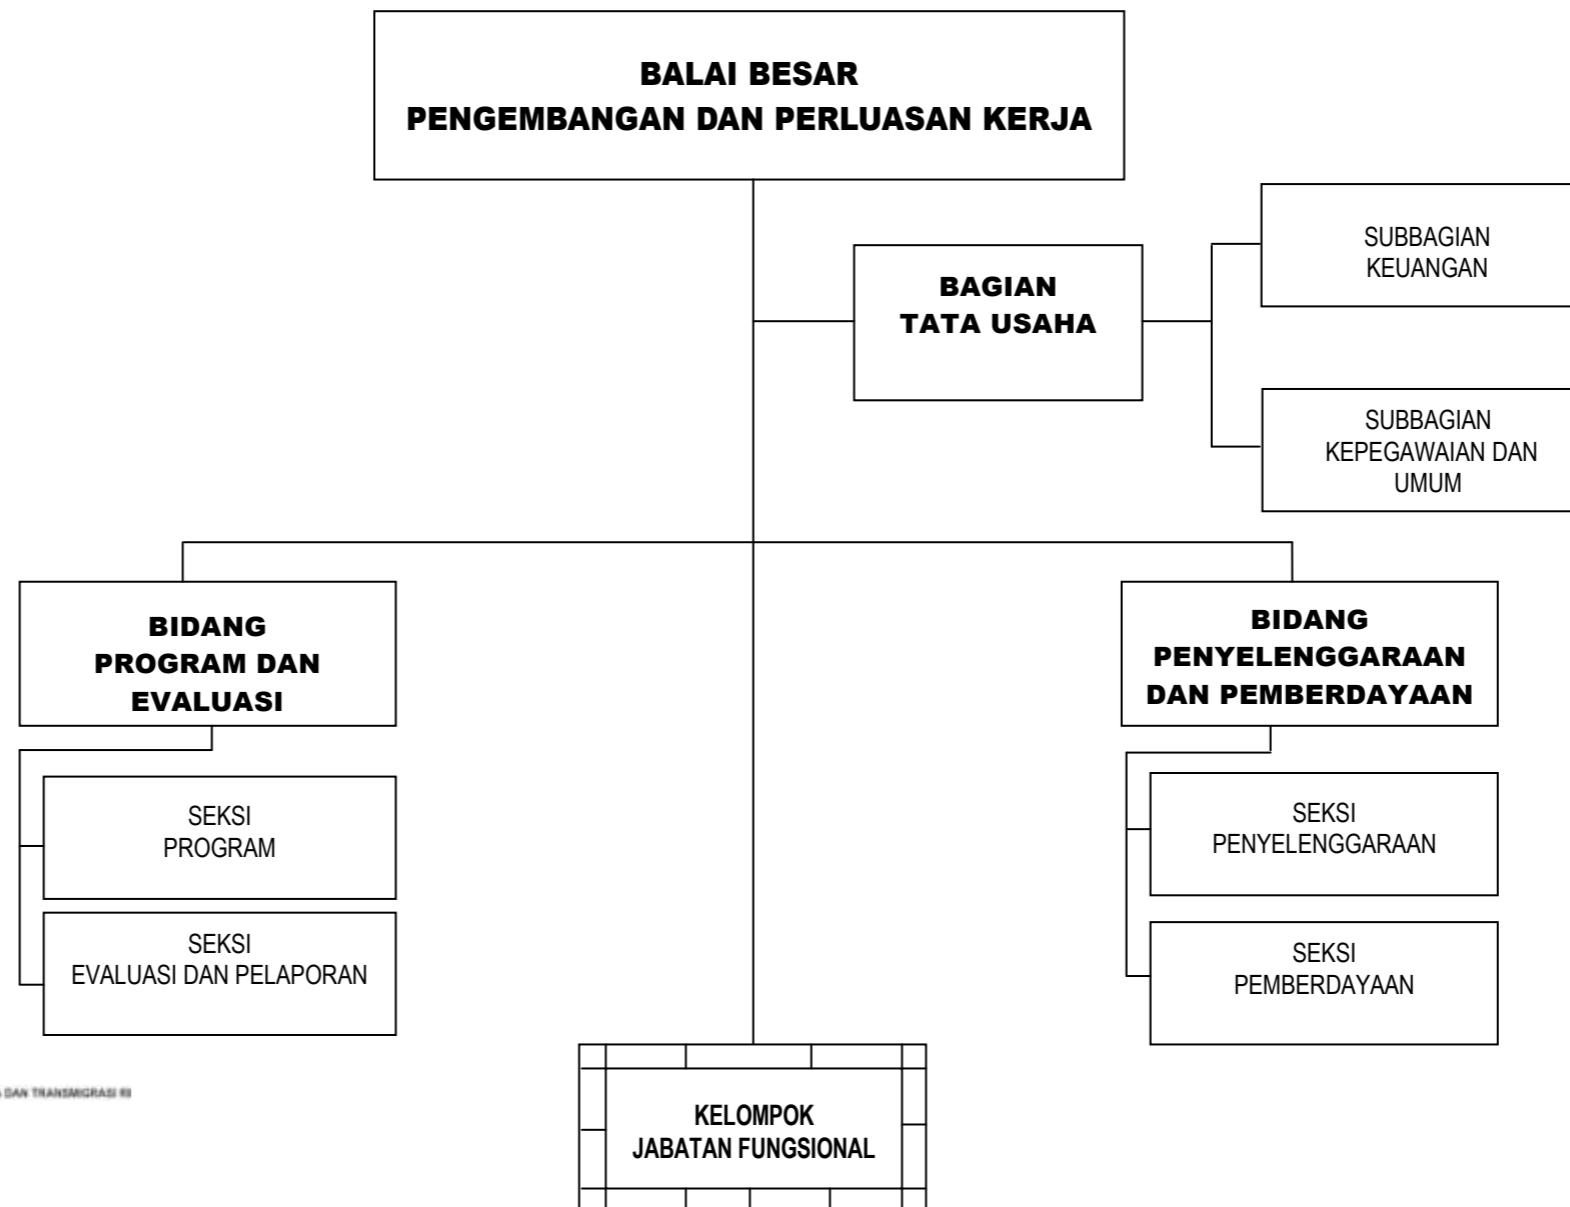 BALAI BESAR
PENGEMBANGAN DAN PERLUASAN KERJA
SUBBAGIAN
KEUANGAN
BAGIAN
TATA USAHA
SUBBAGIAN
KEPEGAWAIAN DAN
UMUM
BIDANG
PROGRAM DAN
EVALUASI
BIDANG
PENYELENGGARAAN
DAN PEMBERDAYAAN
SEKSI
PROGRAM
SEKSI
PENYELENGGARAAN
SEKSI
EVALUASI DAN PELAPORAN
SEKSI
PEMBERDAYAAN
DAN TRANSMIGRASI RI
KELOMPOK
JABATAN FUNGSIONAL